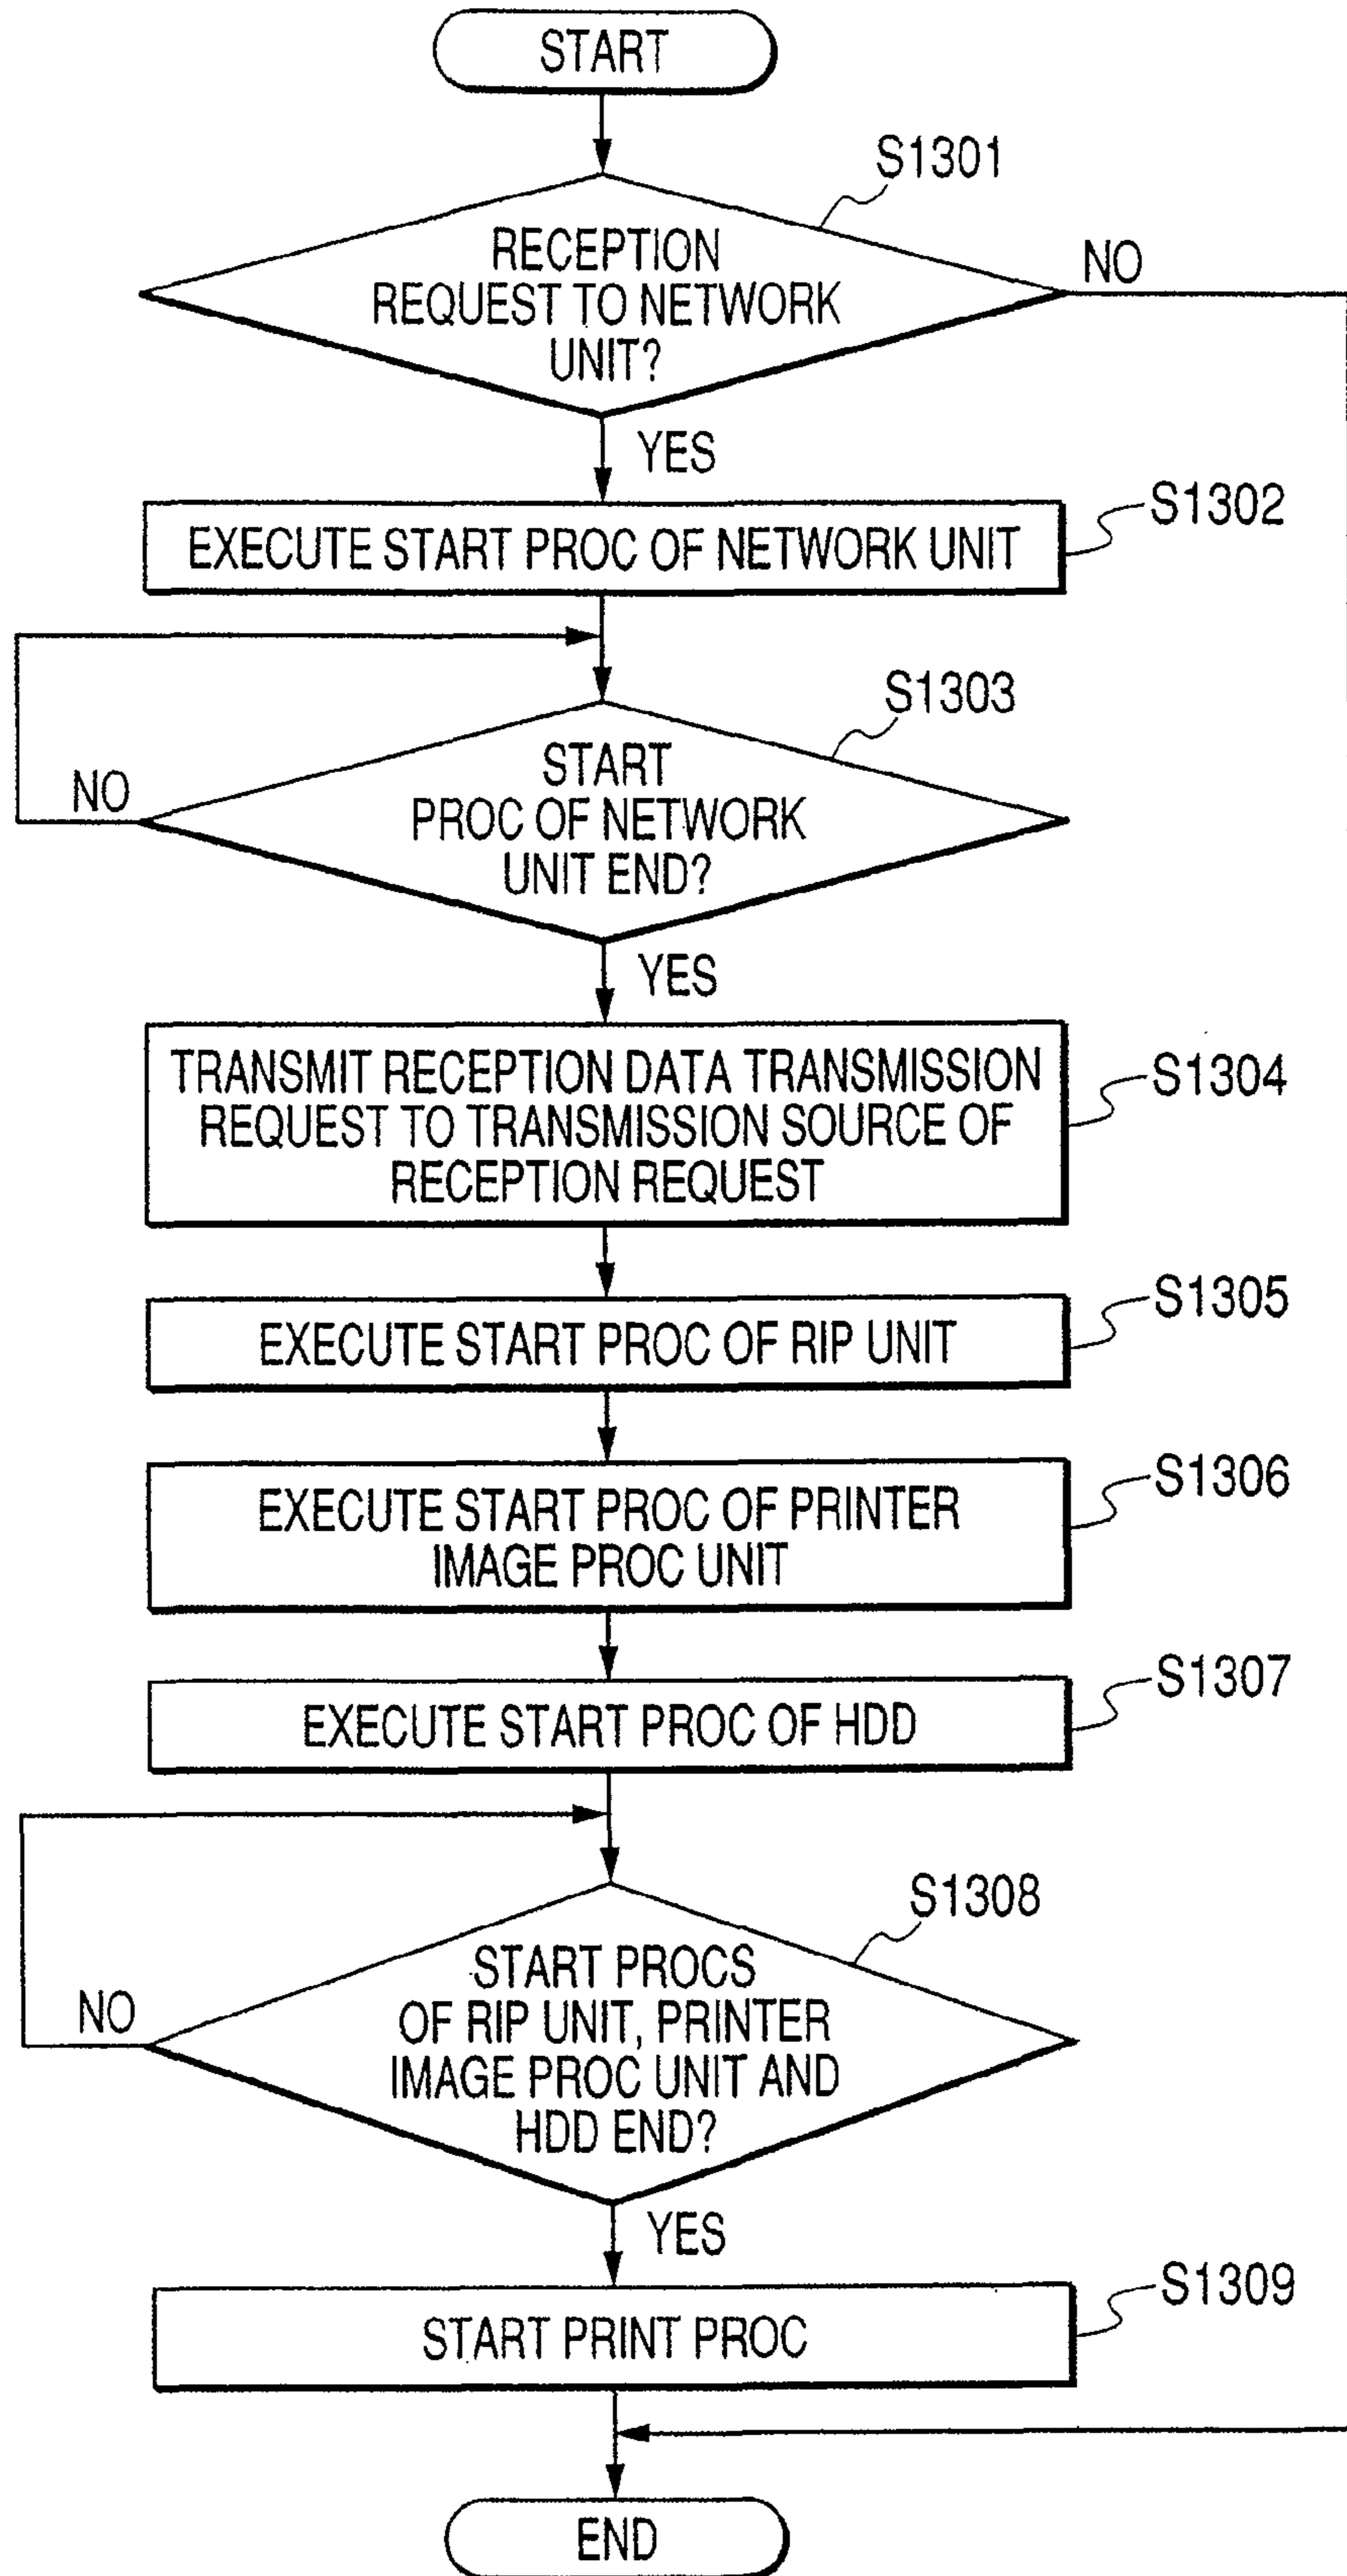 START
S1301
RECEPTION
REQUEST TO NETWORK
UNIT?
NO
YES
EXECUTE START PROC OF NETWORK UNIT
S1302
S1303
START
PROC OF NETWORK
UNIT END?
NO
YES
TRANSMIT RECEPTION DATA TRANSMISSION
REQUEST TO TRANSMISSION SOURCE OF
RECEPTION REQUEST
S1304
EXECUTE START PROC OF RIP UNIT
S1305
EXECUTE START PROC OF PRINTER
IMAGE PROC UNIT
S1306
EXECUTE START PROC OF HDD
S1307
S1308
START PROCS
OF RIP UNIT, PRINTER
IMAGE PROC UNIT AND
HDD END?
NO
YES
START PRINT PROC
S1309
END